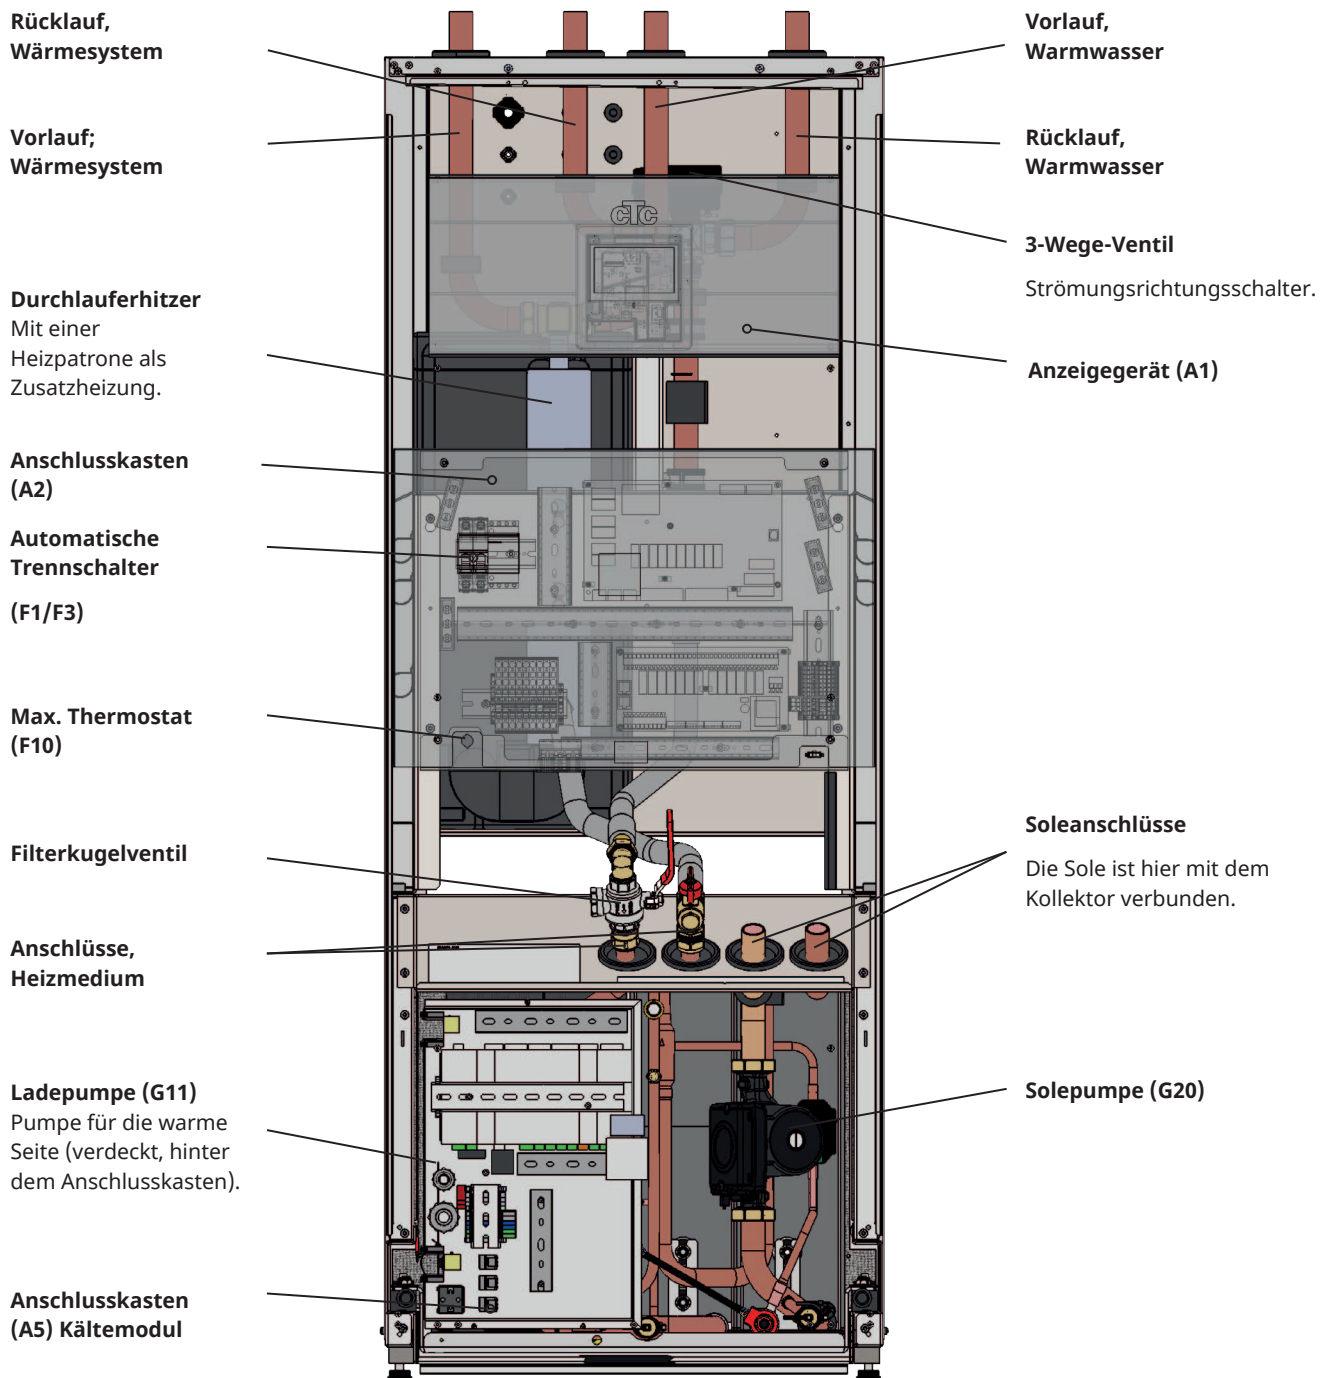 Rücklauf,
Wärmesystem
Vorlauf;
Wärmesystem
Durchlauferhitzer
Mit einer
Heizpatrone als
Zusatzheizung.
Anschlusskasten
(A2)
Automatische
Trennschalter
(F1/F3)
Max. Thermostat
(F10)
Filterkugelventil
Anschlüsse,
Heizmedium
Ladepumpe (G11)
Pumpe für die warme
Seite (verdeckt, hinter
dem Anschlusskasten).
Anschlusskasten
(A5) Kältemodul
cTc
Vorlauf,
Warmwasser
Rücklauf,
Warmwasser
3-Wege-Ventil
Strömungsrichtungsschalter.
Anzeigegerät (A1)
Soleanschlüsse
Die Sole ist hier mit dem
Kollektor verbunden.
Solepumpe (G20)